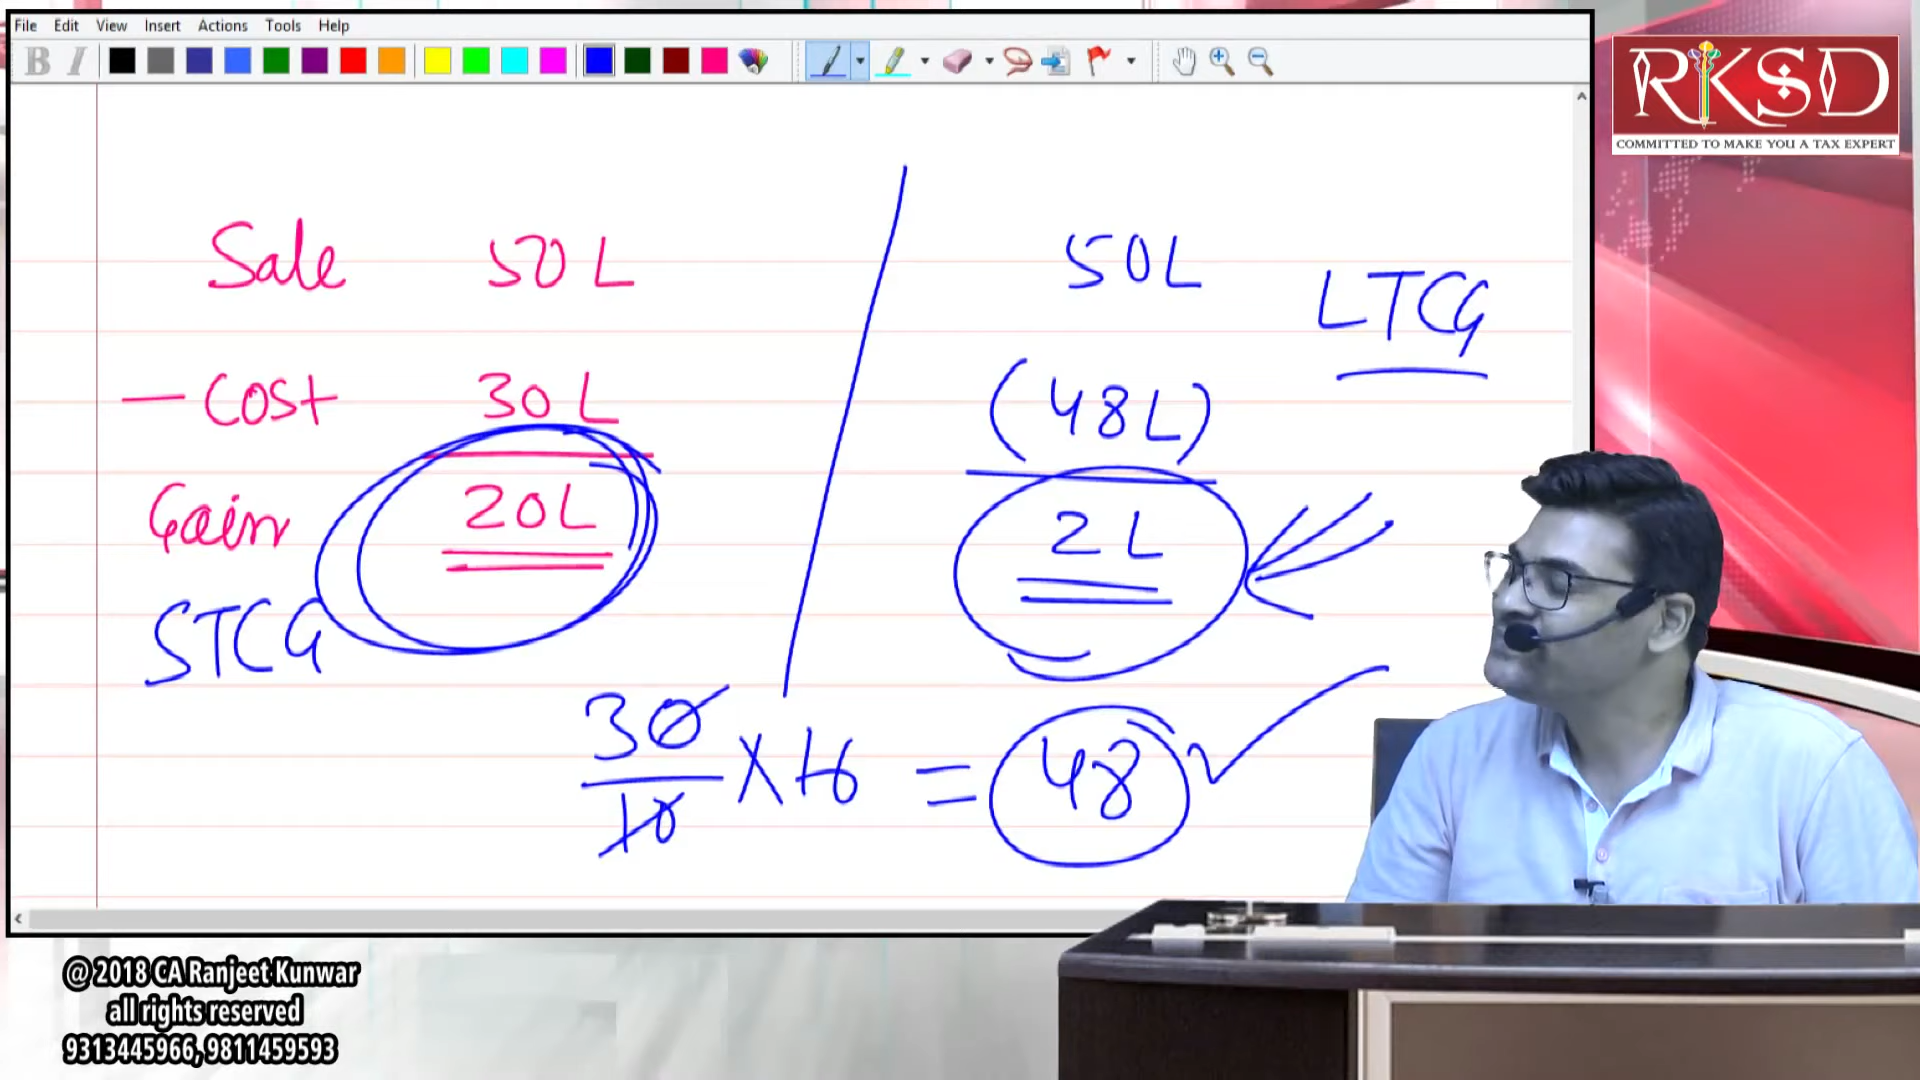 File Edit View Insert Actions Tools Help
B I
RKSD
COMMITTED TO MAKE YOU A TAX EXPERT
Sale 50 L
— Cost 30 L
Gain 20L
STCG
50L
LTCG
(48L)
2 L
30/10 X 16 = 48
@ 2018 CA Ranjeet Kunwar
all rights reserved
9313445966, 9811459593